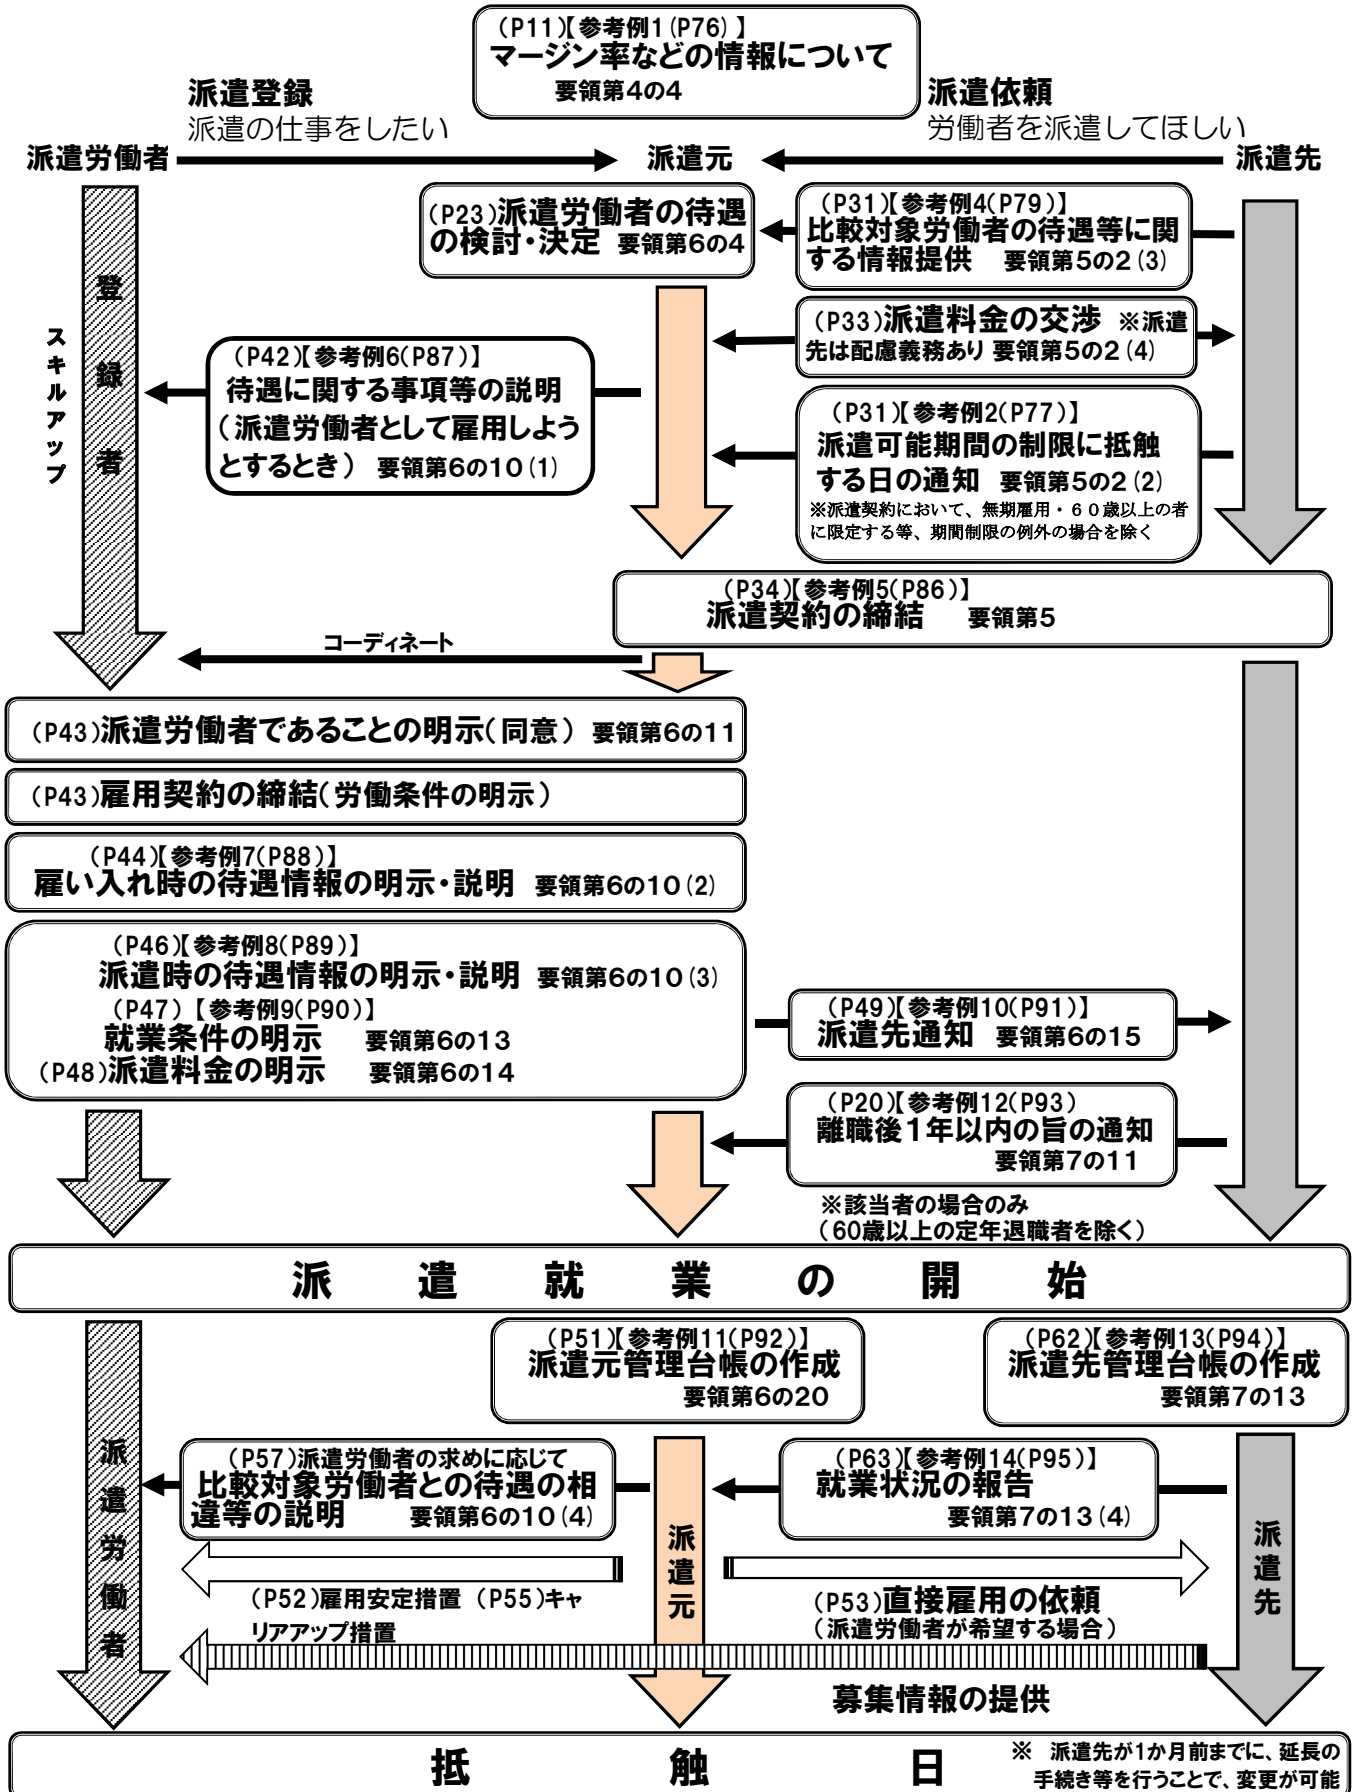 (P11)【参考例1(P76)】
マージン率などの情報について
要領第4の4
派遣登録
派遣の仕事をしたい
派遣依頼
労働者を派遣してほしい
派遣労働者
派遣元
派遣先
(P23)派遣労働者の待遇
の検討・決定 要領第6の4
(P31)【参考例4(P79)】
比較対象労働者の待遇等に関
する情報提供 要領第5の2(3)
登録者
スキルアップ
(P33)派遣料金の交渉 ※派遣
先は配慮義務あり 要領第5の2(4)
(P42)【参考例6(P87)】
待遇に関する事項等の説明
(派遣労働者として雇用しよう
とするとき) 要領第6の10(1)
(P31)【参考例2(P77)】
派遣可能期間の制限に抵触
する日の通知 要領第5の2(2)
※派遣契約において、無期雇用・60歳以上の者
に限定する等、期間制限の例外の場合を除く
(P34)【参考例5(P86)】
派遣契約の締結 要領第5
コーディネート
(P43)派遣労働者であることの明示(同意) 要領第6の11
(P43)雇用契約の締結(労働条件の明示)
(P44)【参考例7(P88)】
雇い入れ時の待遇情報の明示・説明 要領第6の10(2)
(P46)【参考例8(P89)】
派遣時の待遇情報の明示・説明 要領第6の10(3)
(P47)【参考例9(P90)】
就業条件の明示 要領第6の13
(P48)派遣料金の明示 要領第6の14
(P49)【参考例10(P91)】
派遣先通知 要領第6の15
(P20)【参考例12(P93)
離職後1年以内の旨の通知
要領第7の11
※該当者の場合のみ
(60歳以上の定年退職者を除く)
派遣就業の開始
(P51)【参考例11(P92)】
派遣元管理台帳の作成
要領第6の20
(P62)【参考例13(P94)】
派遣先管理台帳の作成
要領第7の13
派遣労働者
(P57)派遣労働者の求めに応じて
比較対象労働者との待遇の相
違等の説明 要領第6の10(4)
(P63)【参考例14(P95)】
就業状況の報告
要領第7の13(4)
派遣元
派遣先
(P52)雇用安定措置 (P55)キャ
リアアップ措置
(P53)直接雇用の依頼
(派遣労働者が希望する場合)
募集情報の提供
抵触日
※ 派遣先が1か月前までに、延長の
手続き等を行うことで、変更が可能